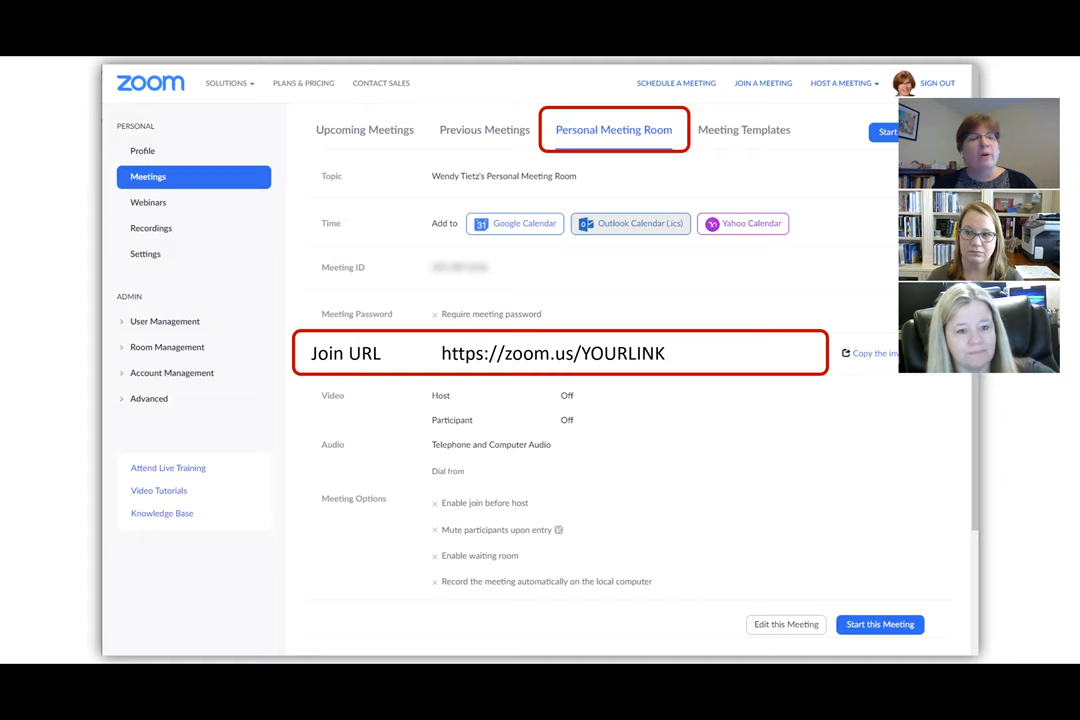 zoom SOLUTIONS PLANS & PRICING CONTACT SALES SCHEDULE A MEETING JOIN A MEETING HOST A MEETING SIGN OUT
PERSONAL
Profile
Meetings
Webinars
Recordings
Settings
ADMIN
User Management
Room Management
Account Management
Advanced
Attend Live Training
Video Tutorials
Knowledge Base
Upcoming Meetings Previous Meetings Personal Meeting Room Meeting Templates Start
Topic Wendy Tietz's Personal Meeting Room
Time Add to 31 Google Calendar Outlook Calendar (.ics) Yahoo Calendar
Meeting ID
Meeting Password × Require meeting password
Join URL https://zoom.us/YOURLINK Copy the
Video Host Off
Participant Off
Audio Telephone and Computer Audio
Dial from
Meeting Options × Enable join before host
× Mute participants upon entry
× Enable waiting room
× Record the meeting automatically on the local computer
Edit this Meeting Start this Meeting